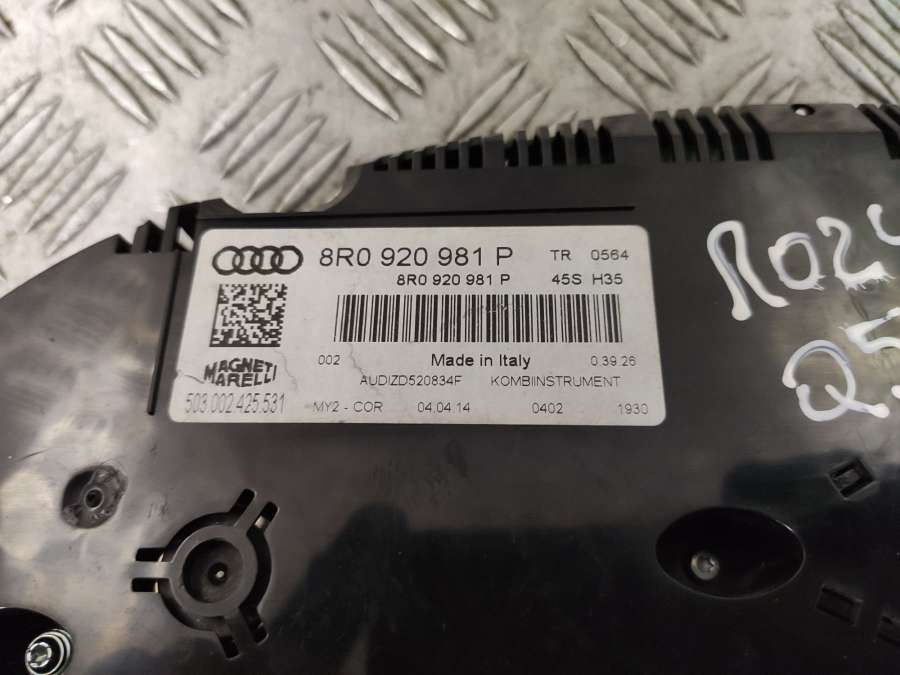 8R0 920 981 P TR 0564
8R0 920 981 P 45S H35
002 Made in Italy 0.39.26
MAGNETI
MARELLI
AUDIZD520834F KOMBIINSTRUMENT
503.002.425.531 MY2 - COR 04.04.14 0402 1930
Q5